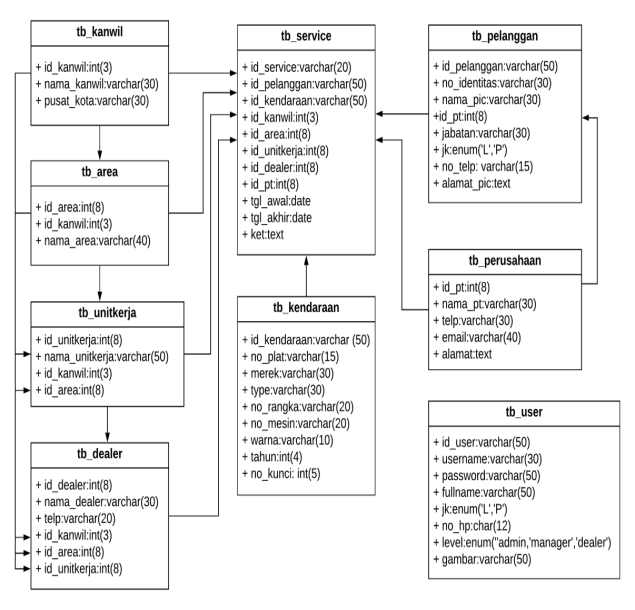 tb_kanwil
+ id_kanwil:int(3)
+ nama_kanwil:varchar(30)
+ pusat_kota:varchar(30)
tb_area
+ id_area:int(8)
+ id_kanwil:int(3)
+ nama_area:varchar(40)
tb_unitkerja
+ id_unitkerja:int(8)
+ nama_unitkerja:varchar(50)
+ id_kanwil:int(3)
+ id_area:int(8)
tb_dealer
+ id_dealer:int(8)
+ nama_dealer:varchar(30)
+ telp:varchar(20)
+ id_kanwil:int(3)
+ id_area:int(8)
+ id_unitkerja:int(8)
tb_service
+ id_service:varchar(20)
+ id_pelanggan:varchar(50)
+ id_kendaraan:varchar(50)
+ id_kanwil:int(3)
+ id_area:int(8)
+ id_unitkerja:int(8)
+ id_dealer:int(8)
+ id_pt:int(8)
+ tgl_awal:date
+ tgl_akhir:date
+ ket:text
tb_kendaraan
+ id_kendaraan:varchar (50)
+ no_plat:varchar(15)
+ merek:varchar(30)
+ type:varchar(30)
+ no_rangka:varchar(20)
+ no_mesin:varchar(20)
+ warna:varchar(10)
+ tahun:int(4)
+ no_kunci: int(5)
tb_pelanggan
+ id_pelanggan:varchar(50)
+ no_identitas:varchar(30)
+ nama_pic:varchar(30)
+id_pt:int(8)
+ jabatan:varchar(30)
+ jk:enum('L','P')
+ no_telp: varchar(15)
+ alamat_pic:text
tb_perusahaan
+ id_pt:int(8)
+ nama_pt:varchar(30)
+ telp:varchar(30)
+ email:varchar(40)
+ alamat:text
tb_user
+ id_user:varchar(50)
+ username:varchar(30)
+ password:varchar(50)
+ fullname:varchar(50)
+ jk:enum('L','P')
+ no_hp:char(12)
+ level:enum("admin,'manager','dealer')
+ gambar:varchar(50)